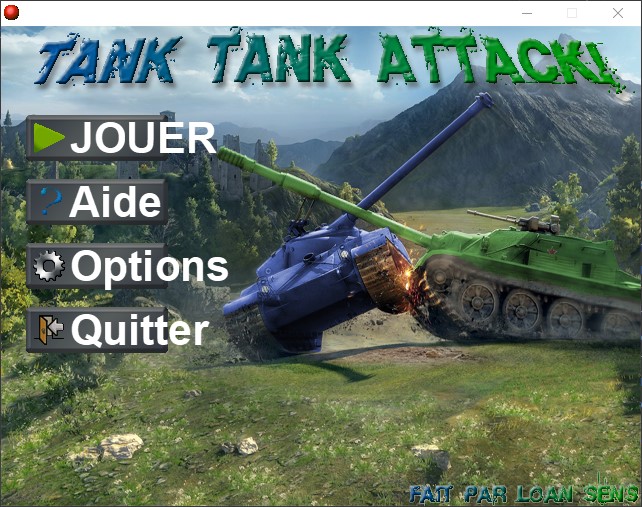 TANK TANK ATTACK!
JOUER
Aide
Options
Quitter
FAIT PAR LOAN SENS